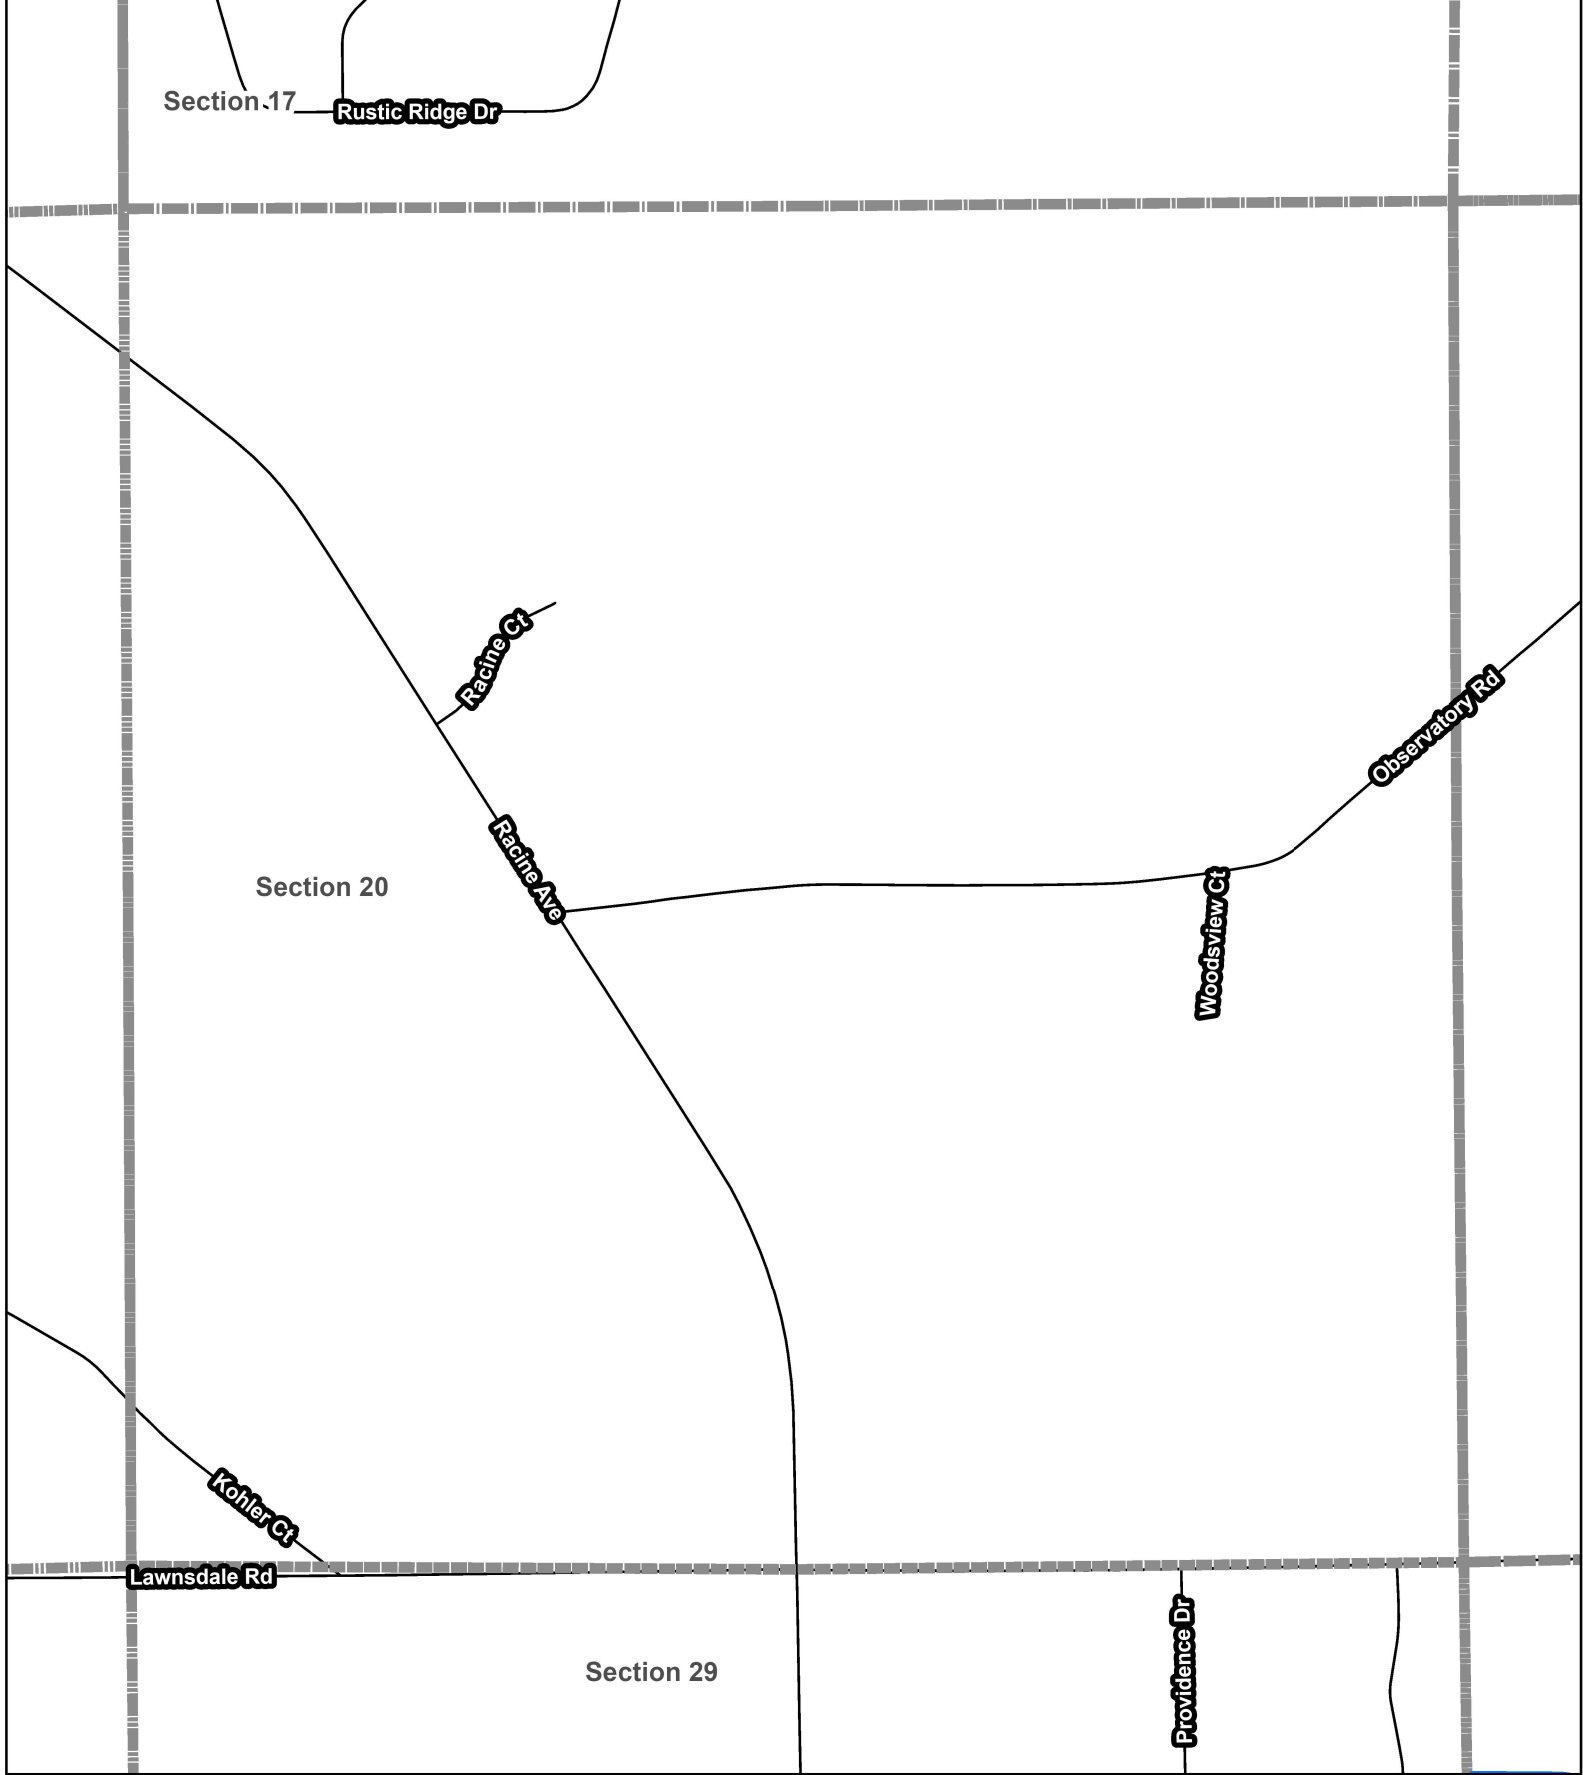 Section 17
Rustic Ridge Dr
Racine Ct
Observatory Rd
Racine Ave
Section 20
Woodsview Ct
Kohler Ct
Lawnsdale Rd
Providence Dr
Section 29